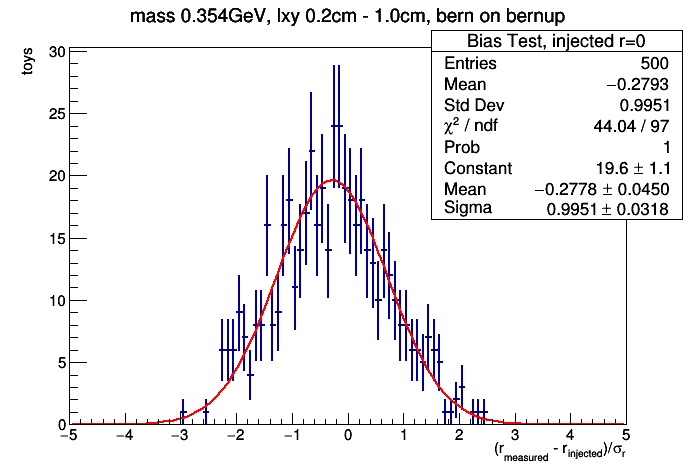 mass 0.354GeV, lxy 0.2cm - 1.0cm, bern on bernup
Bias Test, injected r=0
Entries 500
Mean −0.2793
Std Dev 0.9951
χ² / ndf 44.04 / 97
Prob 1
Constant 19.6 ± 1.1
Mean −0.2778 ± 0.0450
Sigma 0.9951 ± 0.0318
toys
30
25
20
15
10
5
0
−5 −4 −3 −2 −1 0 1 2 3 4 5
(r_measured - r_injected)/σ_r